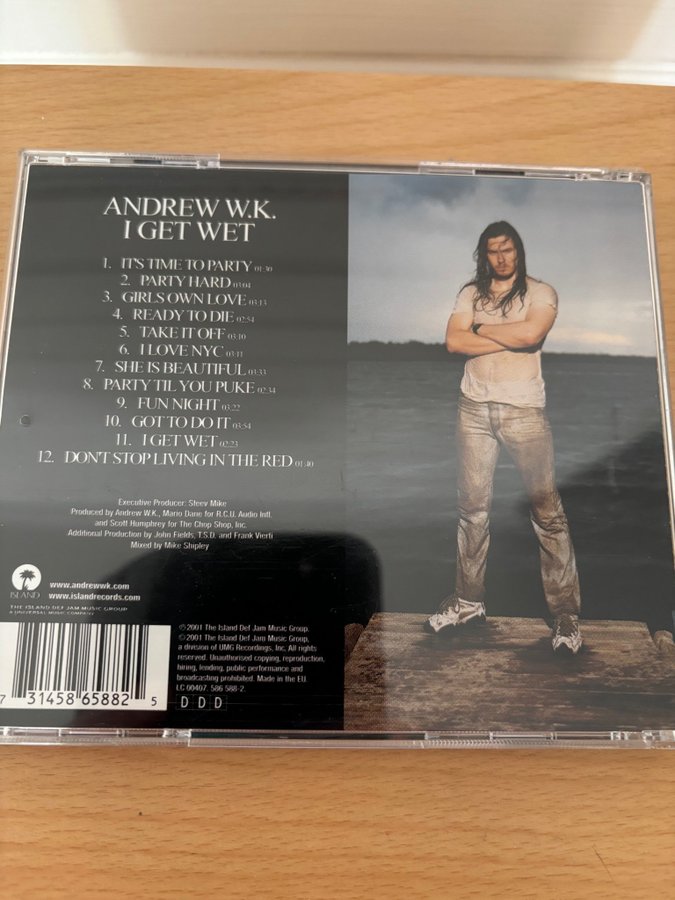 ANDREW W.K.
I GET WET
1. IT'S TIME TO PARTY 01:30
2. PARTY HARD 03:04
3. GIRLS OWN LOVE 03:13
4. READY TO DIE 02:54
5. TAKE IT OFF 03:10
6. I LOVE NYC 03:11
7. SHE IS BEAUTIFUL 03:33
8. PARTY TIL YOU PUKE 02:34
9. FUN NIGHT 03:22
10. GOT TO DO IT 03:54
11. I GET WET 02:23
12. DON'T STOP LIVING IN THE RED 01:40
Executive Producer: Steev Mike
Produced by Andrew W.K., Mario Dane for R.C.U. Audio Intl.
and Scott Humphrey for The Chop Shop, Inc.
Additional Production by John Fields, T.S.D. and Frank Vierti
Mixed by Mike Shipley
ISLAND
www.andrewwk.com
www.islandrecords.com
THE ISLAND DEF JAM MUSIC GROUP
A UNIVERSAL MUSIC COMPANY
7 31458 65882 5
℗2001 The Island Def Jam Music Group.
©2001 The Island Def Jam Music Group,
a division of UMG Recordings, Inc, All rights
reserved. Unauthorised copying, reproduction,
hiring, lending, public performance and
broadcasting prohibited. Made in the EU.
LC 00407. 586 588-2.
DDD